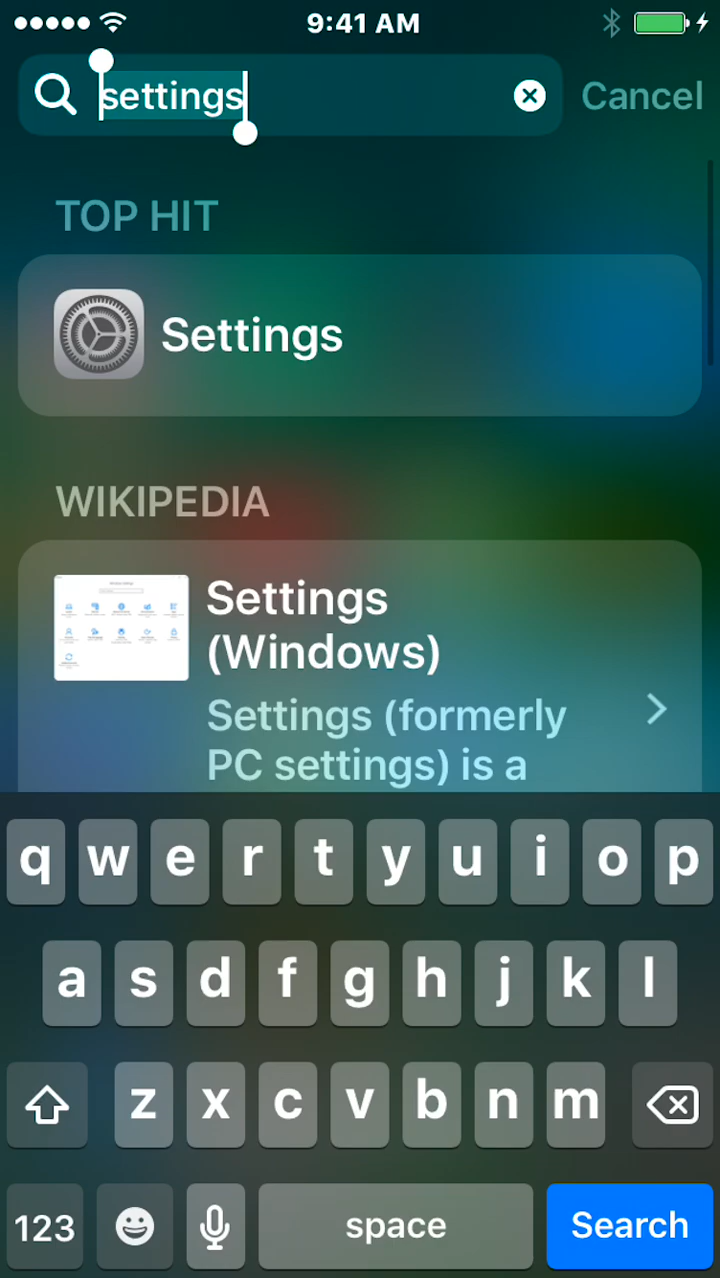 9:41 AM
settings
Cancel
TOP HIT
Settings
WIKIPEDIA
Settings
(Windows)
Settings (formerly
PC settings) is a
q w e r t y u i o p
a s d f g h j k l
z x c v b n m
123 space Search